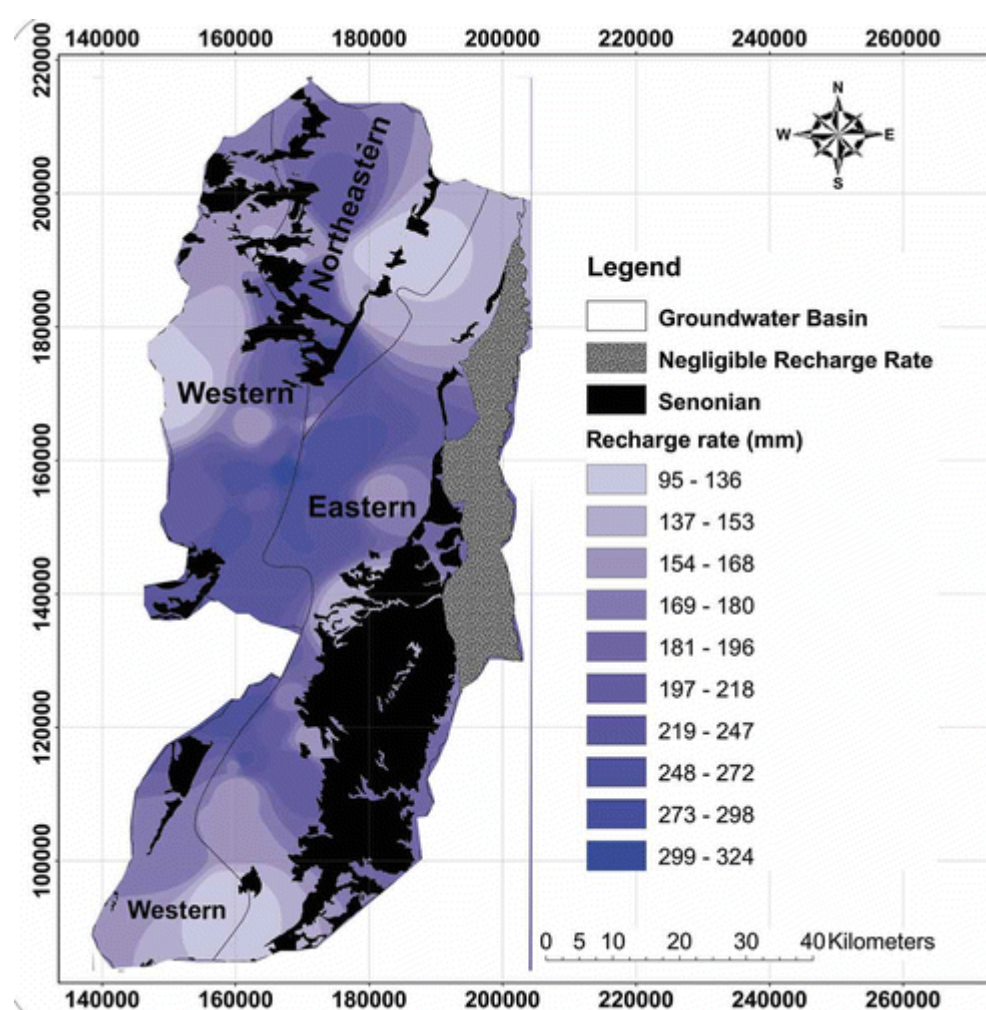 140000 160000 180000 200000 220000 240000 260000
220000
200000
180000
160000
140000
120000
100000
N
W E
S
Northeastern
Western
Eastern
Western
Legend
Groundwater Basin
Negligible Recharge Rate
Senonian
Recharge rate (mm)
95 - 136
137 - 153
154 - 168
169 - 180
181 - 196
197 - 218
219 - 247
248 - 272
273 - 298
299 - 324
0 5 10 20 30 40 Kilometers
140000 160000 180000 200000 220000 240000 260000